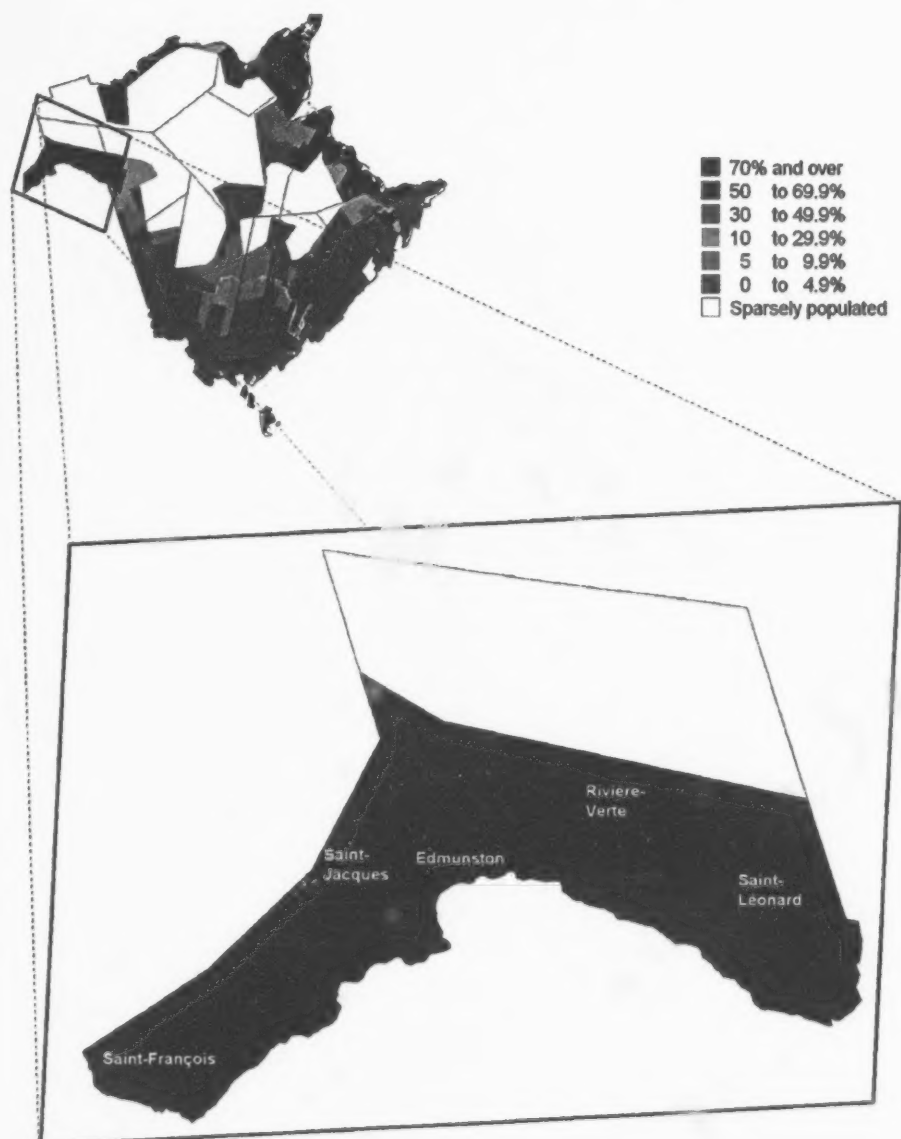 70% and over
50 to 69.9%
30 to 49.9%
10 to 29.9%
5 to 9.9%
0 to 4.9%
Sparsely populated
Rivière-
Verte
Saint-
Jacques
Edmunston
Saint-
Léonard
Saint-François